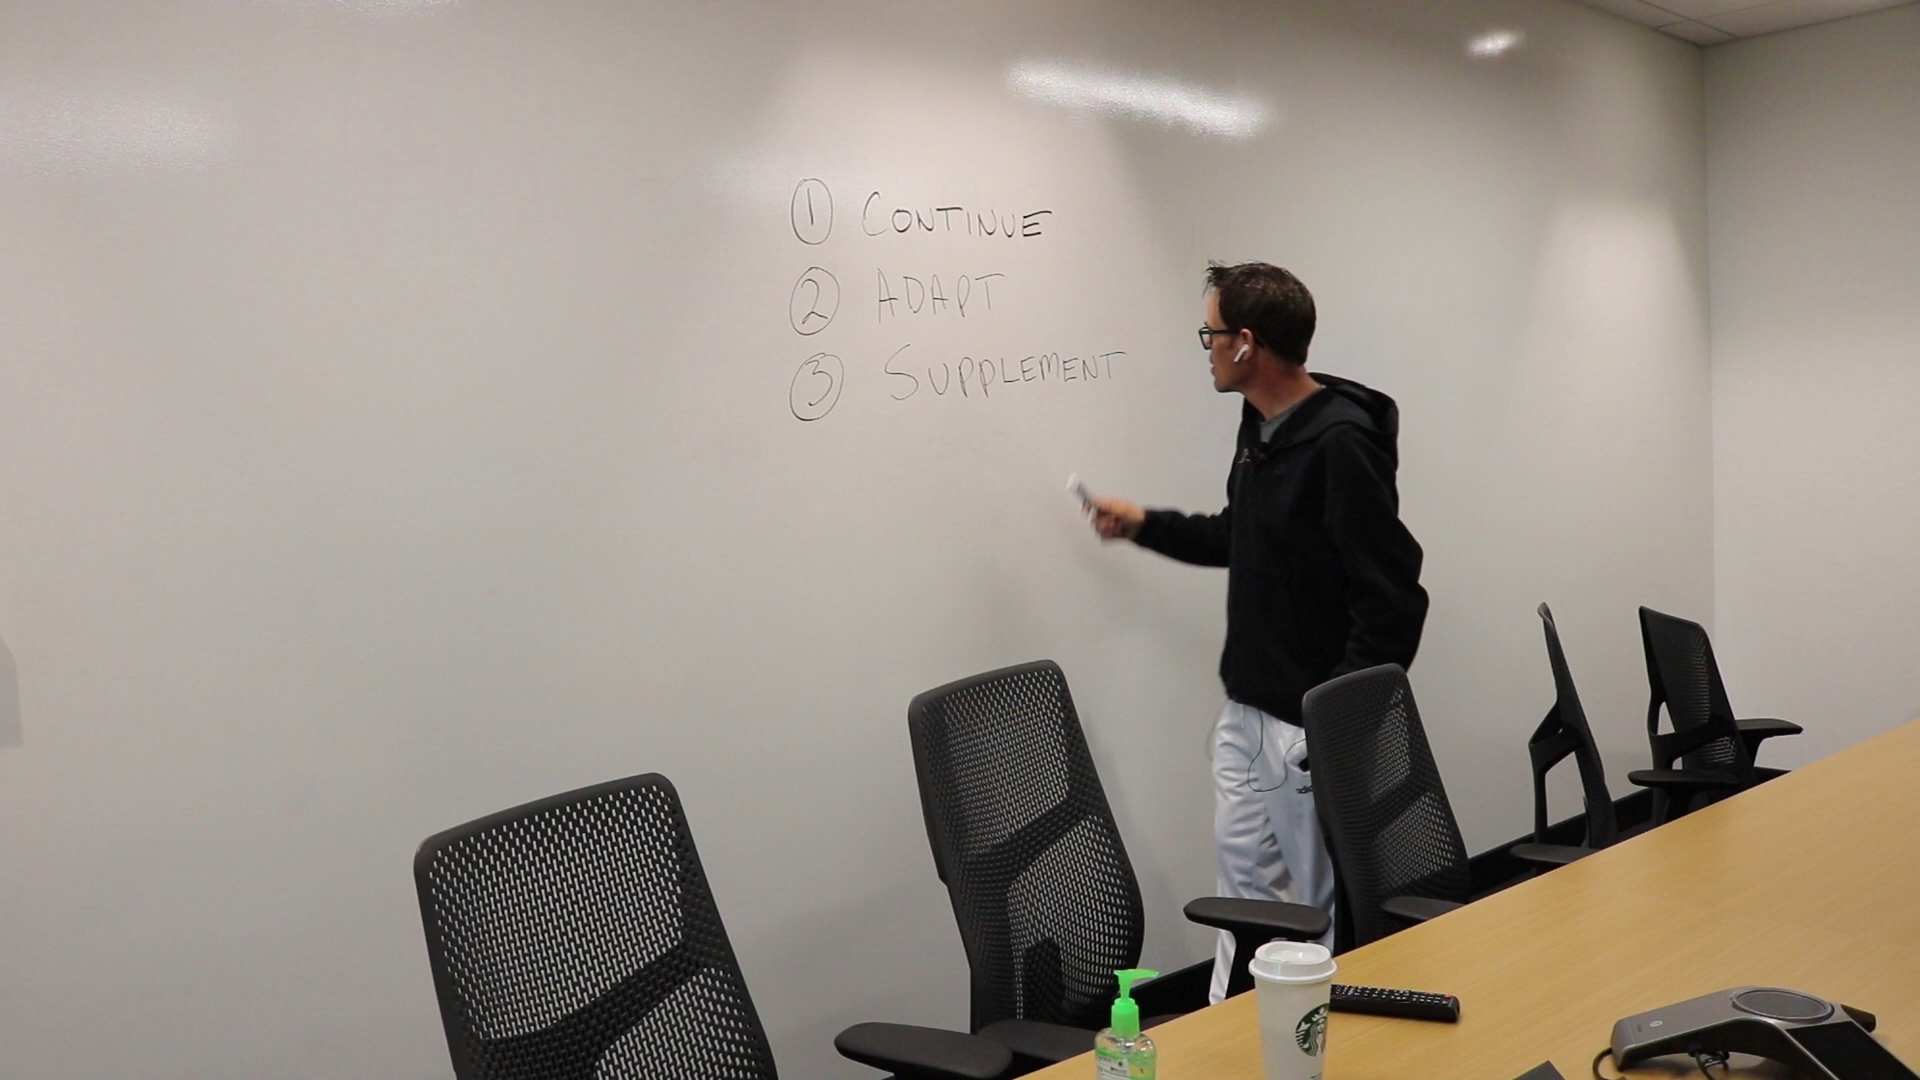 ① CONTINUE
② ADAPT
③ SUPPLEMENT